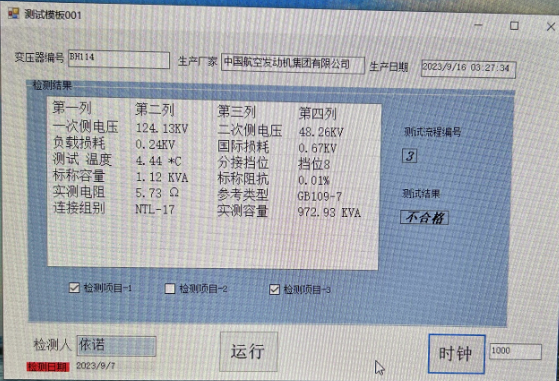 测试模板001
变压器编号 BH114 生产厂家 中国航空发动机集团有限公司 生产日期 2023/9/16 03:27:34
检测结果
第一列 第二列 第三列 第四列
一次侧电压 124.13KV 二次侧电压 48.26KV
负载损耗 0.24KV 国际损耗 0.67KV
测试 温度 4.44 *C 分接挡位 挡位8
标称容量 1.12 KVA 标称阻抗 0.01%
实测电阻 5.73 Ω 参考类型 GB109-7
连接组别 NTL-17 实测容量 972.93 KVA
测试流程编号
3
测试结果
不合格
检测项目-1 检测项目-2 检测项目-3
检测人 依诺 运行 时钟 1000
检测日期 2023/9/7